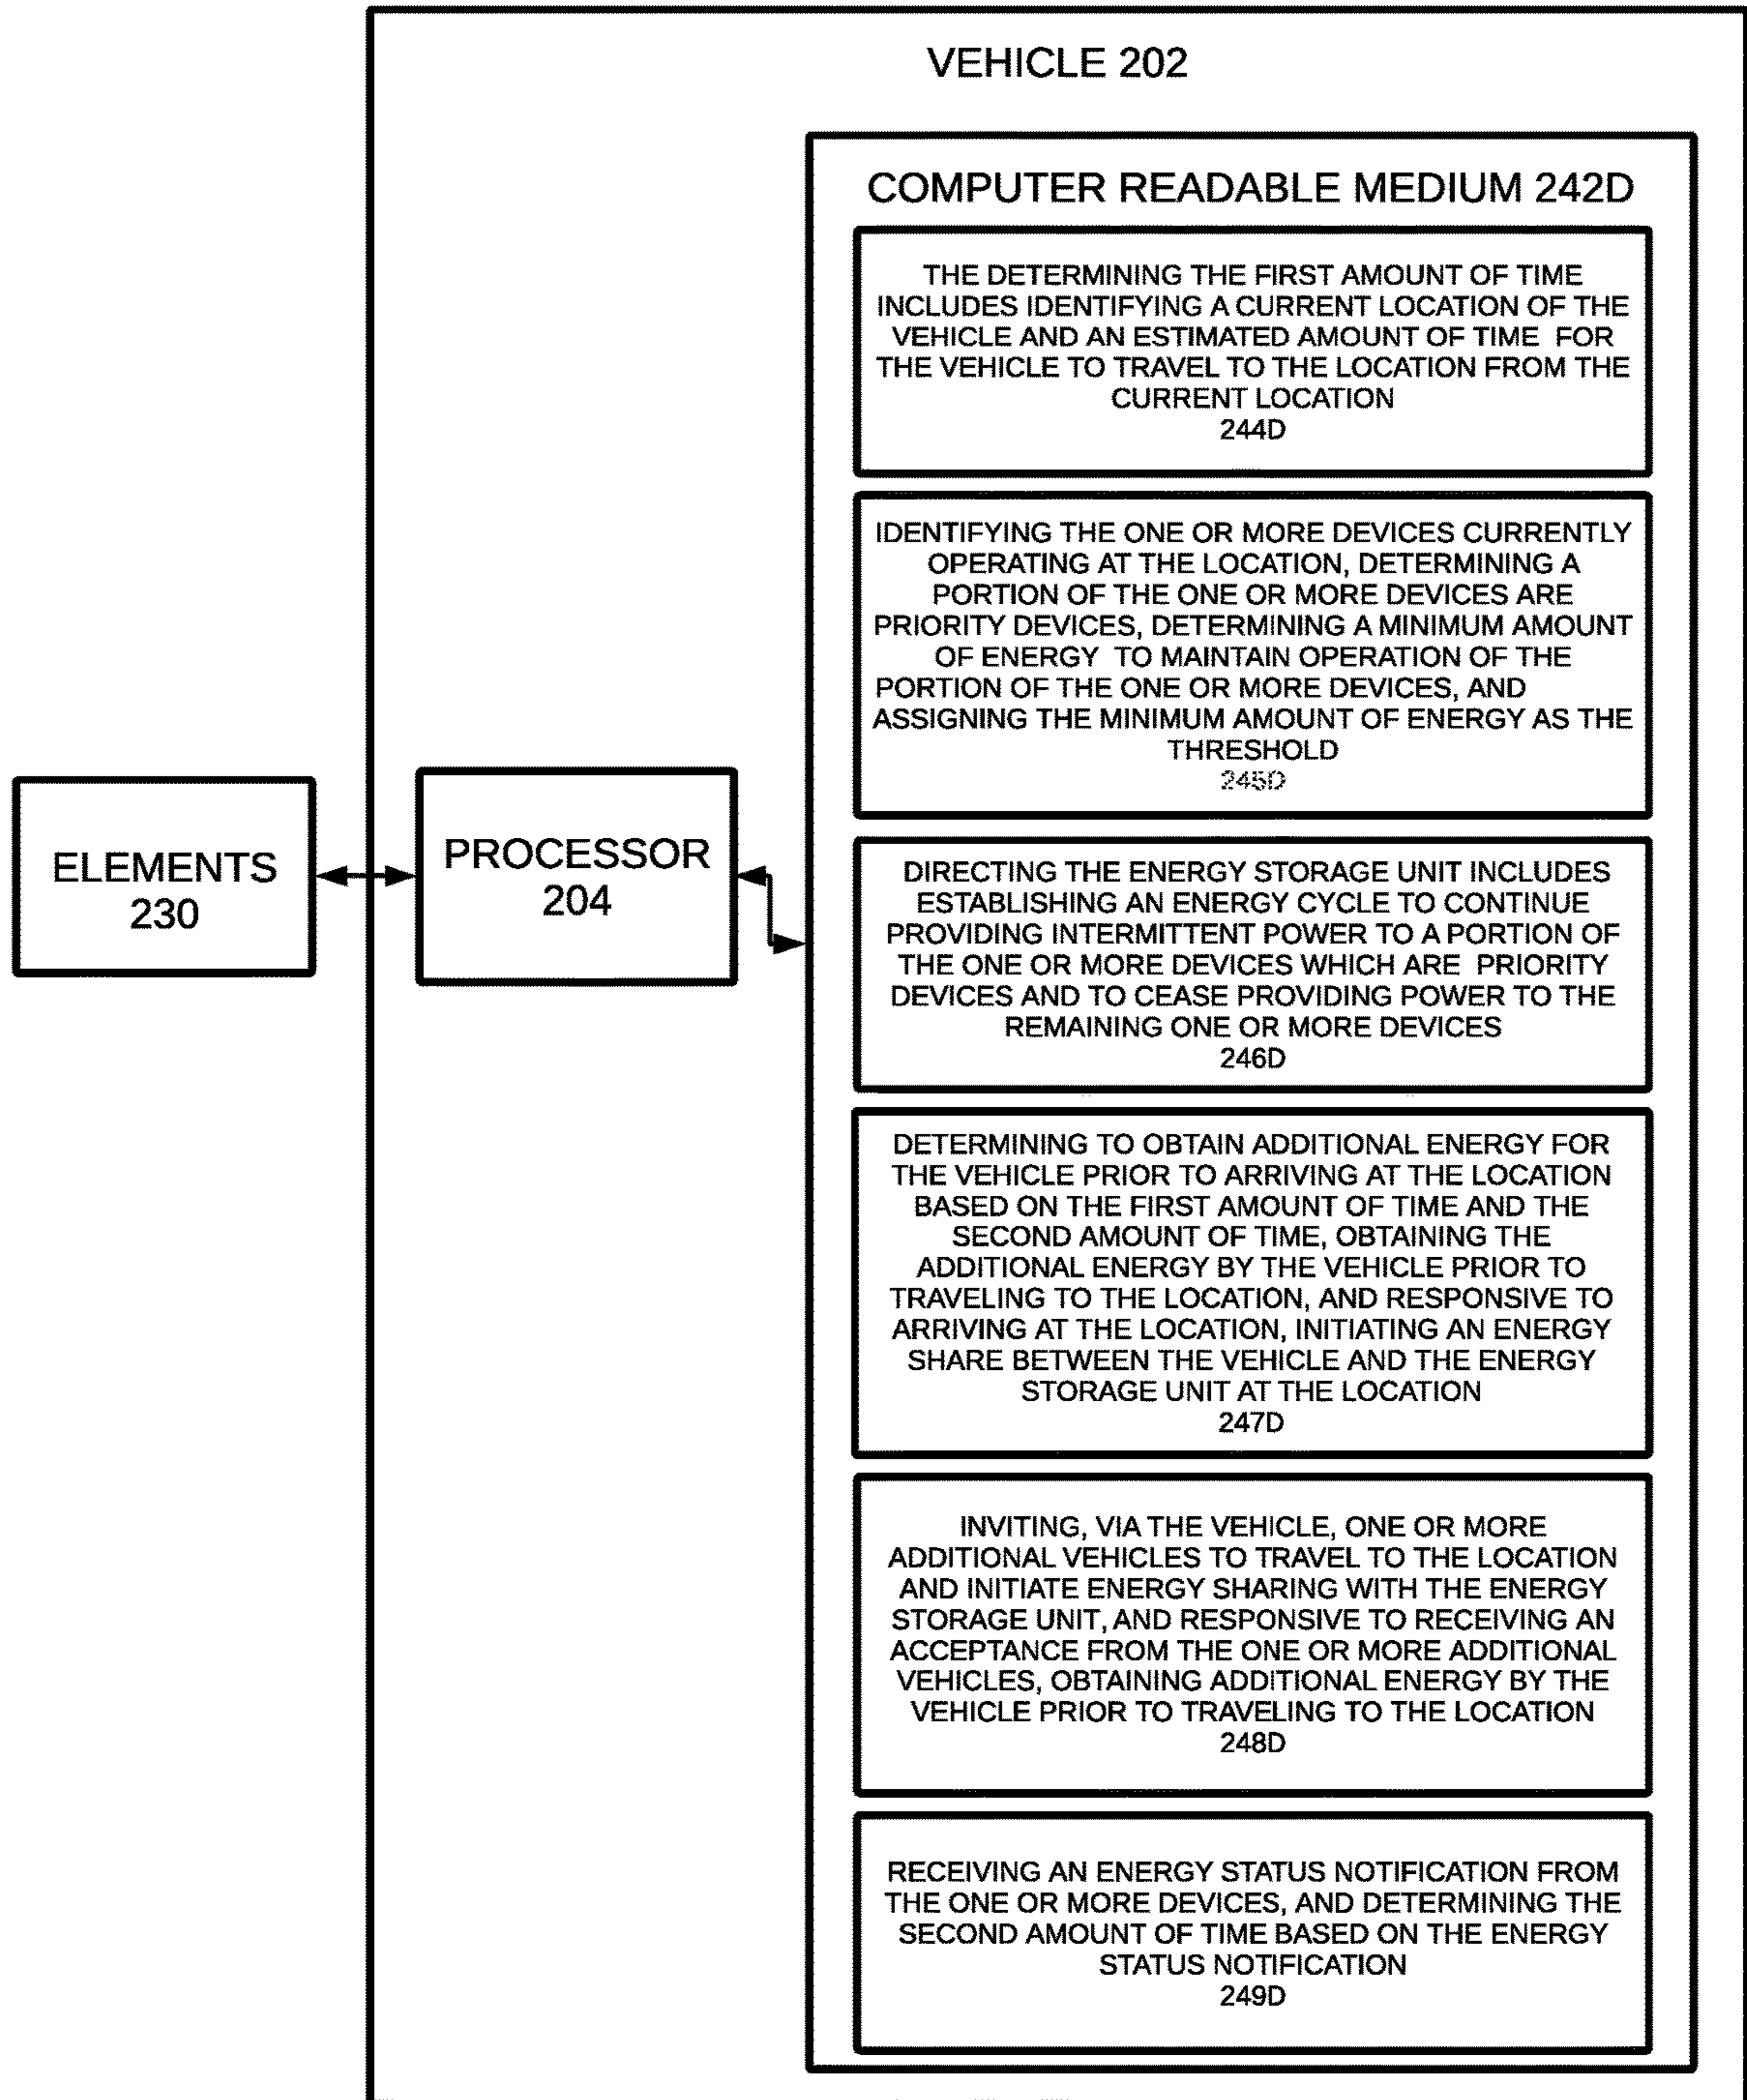 VEHICLE 202
COMPUTER READABLE MEDIUM 242D
THE DETERMINING THE FIRST AMOUNT OF TIME
INCLUDES IDENTIFYING A CURRENT LOCATION OF THE
VEHICLE AND AN ESTIMATED AMOUNT OF TIME FOR
THE VEHICLE TO TRAVEL TO THE LOCATION FROM THE
CURRENT LOCATION
244D
IDENTIFYING THE ONE OR MORE DEVICES CURRENTLY
OPERATING AT THE LOCATION, DETERMINING A
PORTION OF THE ONE OR MORE DEVICES ARE
PRIORITY DEVICES, DETERMINING A MINIMUM AMOUNT
OF ENERGY TO MAINTAIN OPERATION OF THE
PORTION OF THE ONE OR MORE DEVICES, AND
ASSIGNING THE MINIMUM AMOUNT OF ENERGY AS THE
THRESHOLD
245D
ELEMENTS
230
PROCESSOR
204
DIRECTING THE ENERGY STORAGE UNIT INCLUDES
ESTABLISHING AN ENERGY CYCLE TO CONTINUE
PROVIDING INTERMITTENT POWER TO A PORTION OF
THE ONE OR MORE DEVICES WHICH ARE PRIORITY
DEVICES AND TO CEASE PROVIDING POWER TO THE
REMAINING ONE OR MORE DEVICES
246D
DETERMINING TO OBTAIN ADDITIONAL ENERGY FOR
THE VEHICLE PRIOR TO ARRIVING AT THE LOCATION
BASED ON THE FIRST AMOUNT OF TIME AND THE
SECOND AMOUNT OF TIME, OBTAINING THE
ADDITIONAL ENERGY BY THE VEHICLE PRIOR TO
TRAVELING TO THE LOCATION, AND RESPONSIVE TO
ARRIVING AT THE LOCATION, INITIATING AN ENERGY
SHARE BETWEEN THE VEHICLE AND THE ENERGY
STORAGE UNIT AT THE LOCATION
247D
INVITING, VIA THE VEHICLE, ONE OR MORE
ADDITIONAL VEHICLES TO TRAVEL TO THE LOCATION
AND INITIATE ENERGY SHARING WITH THE ENERGY
STORAGE UNIT, AND RESPONSIVE TO RECEIVING AN
ACCEPTANCE FROM THE ONE OR MORE ADDITIONAL
VEHICLES, OBTAINING ADDITIONAL ENERGY BY THE
VEHICLE PRIOR TO TRAVELING TO THE LOCATION
248D
RECEIVING AN ENERGY STATUS NOTIFICATION FROM
THE ONE OR MORE DEVICES, AND DETERMINING THE
SECOND AMOUNT OF TIME BASED ON THE ENERGY
STATUS NOTIFICATION
249D